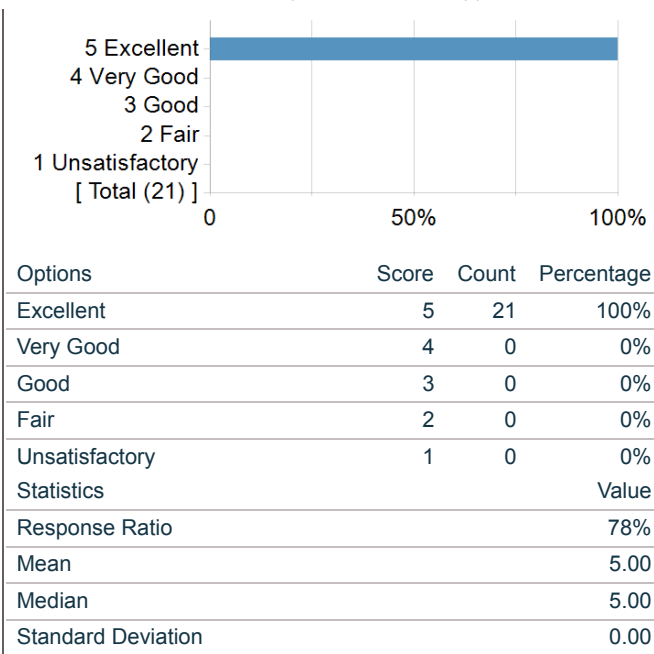 5 Excellent
4 Very Good
3 Good
2 Fair
1 Unsatisfactory
[ Total (21) ]
0 50% 100%
Options Score Count Percentage
Excellent 5 21 100%
Very Good 4 0 0%
Good 3 0 0%
Fair 2 0 0%
Unsatisfactory 1 0 0%
Statistics Value
Response Ratio 78%
Mean 5.00
Median 5.00
Standard Deviation 0.00